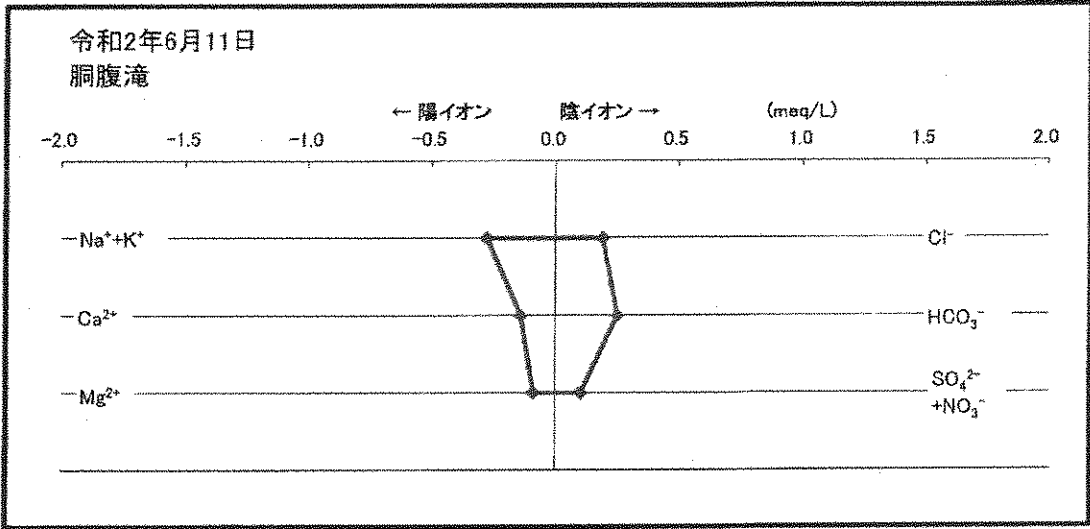 令和2年6月11日
胴腹滝
← 陽イオン 陰イオン → (meq/L)
-2.0 -1.5 -1.0 -0.5 0.0 0.5 1.0 1.5 2.0
Na⁺+K⁺ Cl⁻
Ca²⁺ HCO₃⁻
Mg²⁺ SO₄²⁻
+NO₃⁻